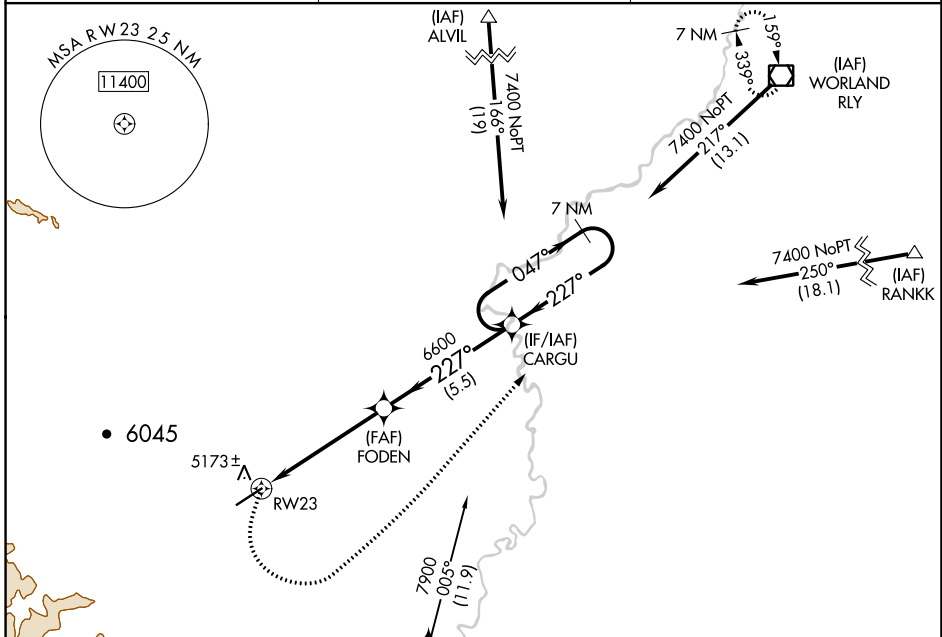 MSA RW23 25 NM
11400
(IAF)
ALVIL
7400 NoPT
166°
(19)
7 NM
159°
339°
(IAF)
WORLAND
RLY
7400 NoPT
217°
(13.1)
7 NM
047°
227°
7400 NoPT
250°
(18.1)
(IAF)
RANKK
(IF/IAF)
CARGU
6600
227°
(5.5)
(FAF)
FODEN
6045
5173±
RW23
7900
005°
(11.9)